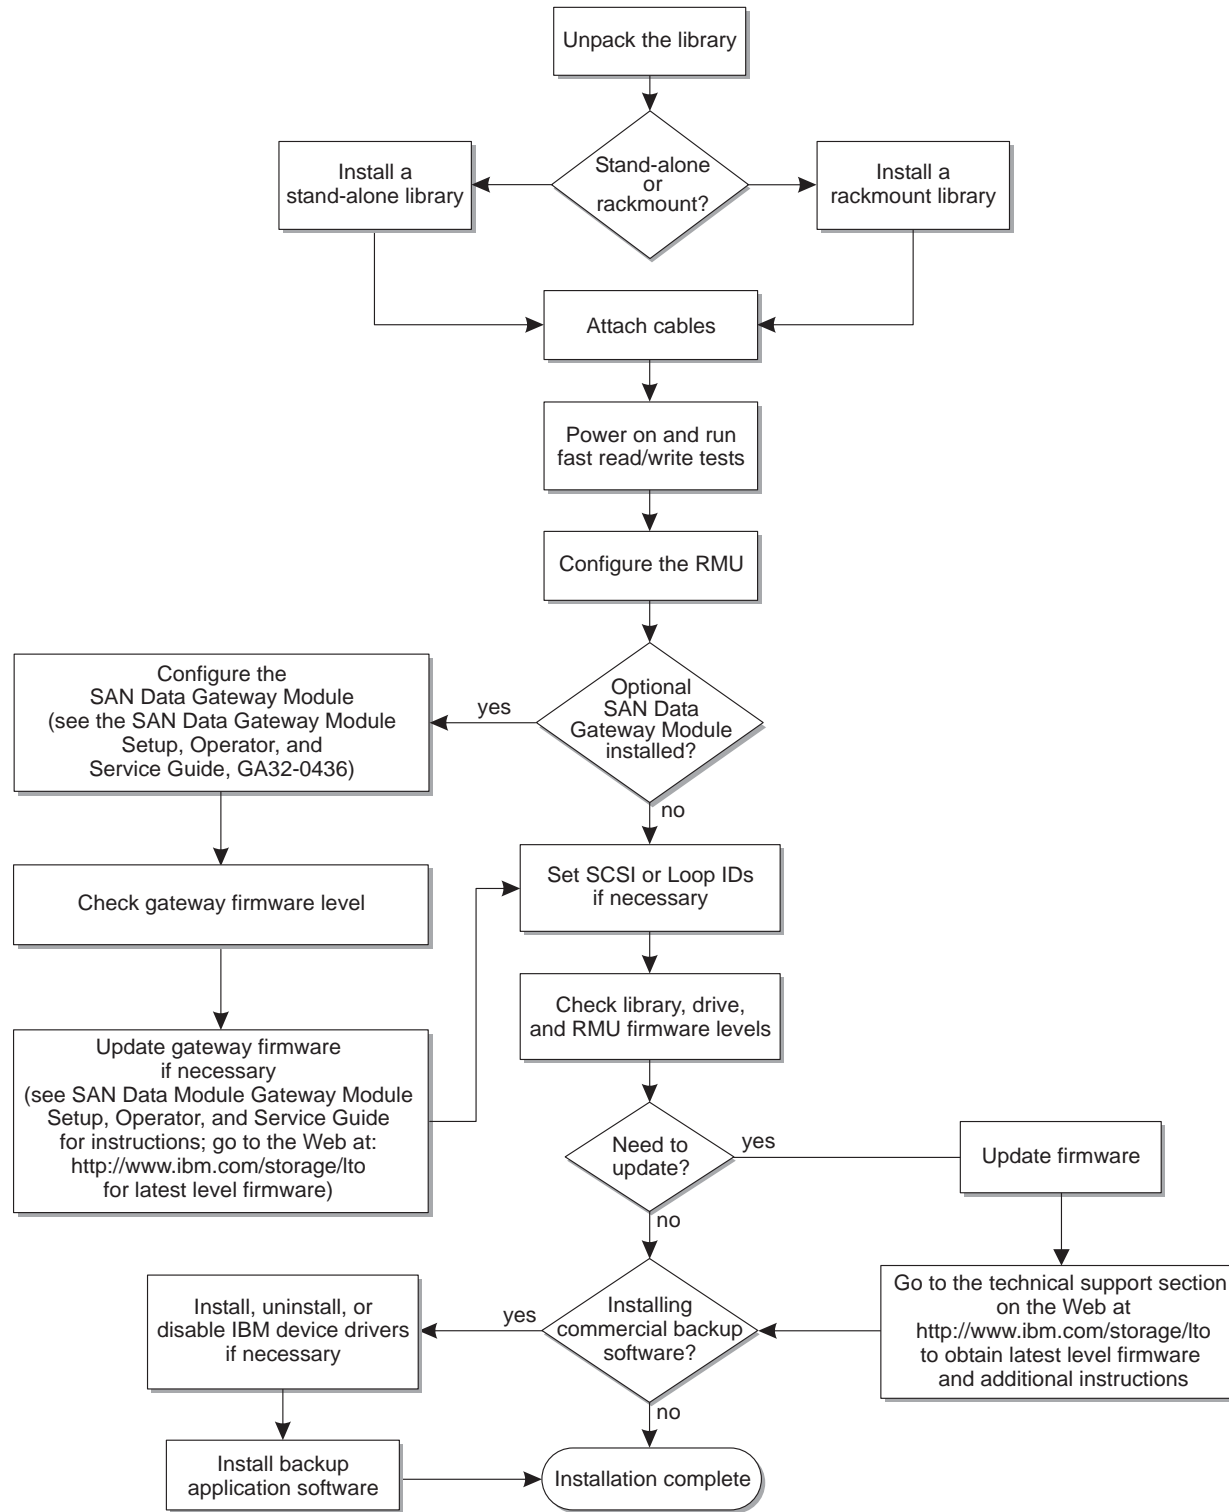 Unpack the library
Stand-alone
or
rackmount?
Install a
stand-alone library
Install a
rackmount library
Attach cables
Power on and run
fast read/write tests
Configure the RMU
Optional
SAN Data
Gateway Module
installed?
yes
no
Configure the
SAN Data Gateway Module
(see the SAN Data Gateway Module
Setup, Operator, and
Service Guide, GA32-0436)
Check gateway firmware level
Update gateway firmware
if necessary
(see SAN Data Module Gateway Module
Setup, Operator, and Service Guide
for instructions; go to the Web at:
http://www.ibm.com/storage/lto
for latest level firmware)
Set SCSI or Loop IDs
if necessary
Check library, drive,
and RMU firmware levels
Need to
update?
yes
no
Update firmware
Go to the technical support section
on the Web at
http://www.ibm.com/storage/lto
to obtain latest level firmware
and additional instructions
Installing
commercial backup
software?
yes
no
Install, uninstall, or
disable IBM device drivers
if necessary
Install backup
application software
Installation complete